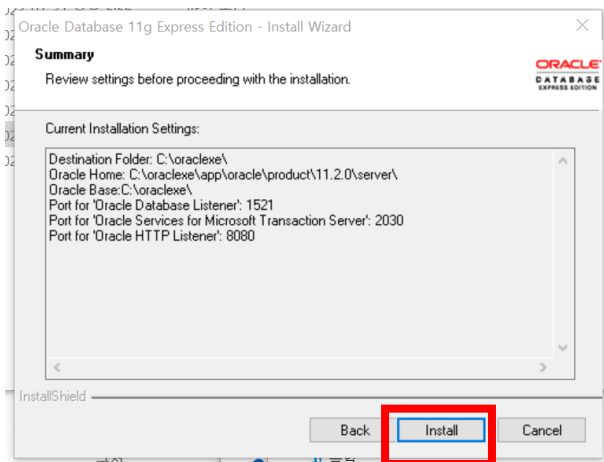 Oracle Database 11g Express Edition - Install Wizard
Summary
Review settings before proceeding with the installation.
ORACLE
DATABASE
EXPRESS EDITION
Current Installation Settings:
Destination Folder: C:\oraclexe\
Oracle Home: C:\oraclexe\app\oracle\product\11.2.0\server\
Oracle Base:C:\oraclexe\
Port for 'Oracle Database Listener': 1521
Port for 'Oracle Services for Microsoft Transaction Server': 2030
Port for 'Oracle HTTP Listener': 8080
InstallShield
Back Install Cancel